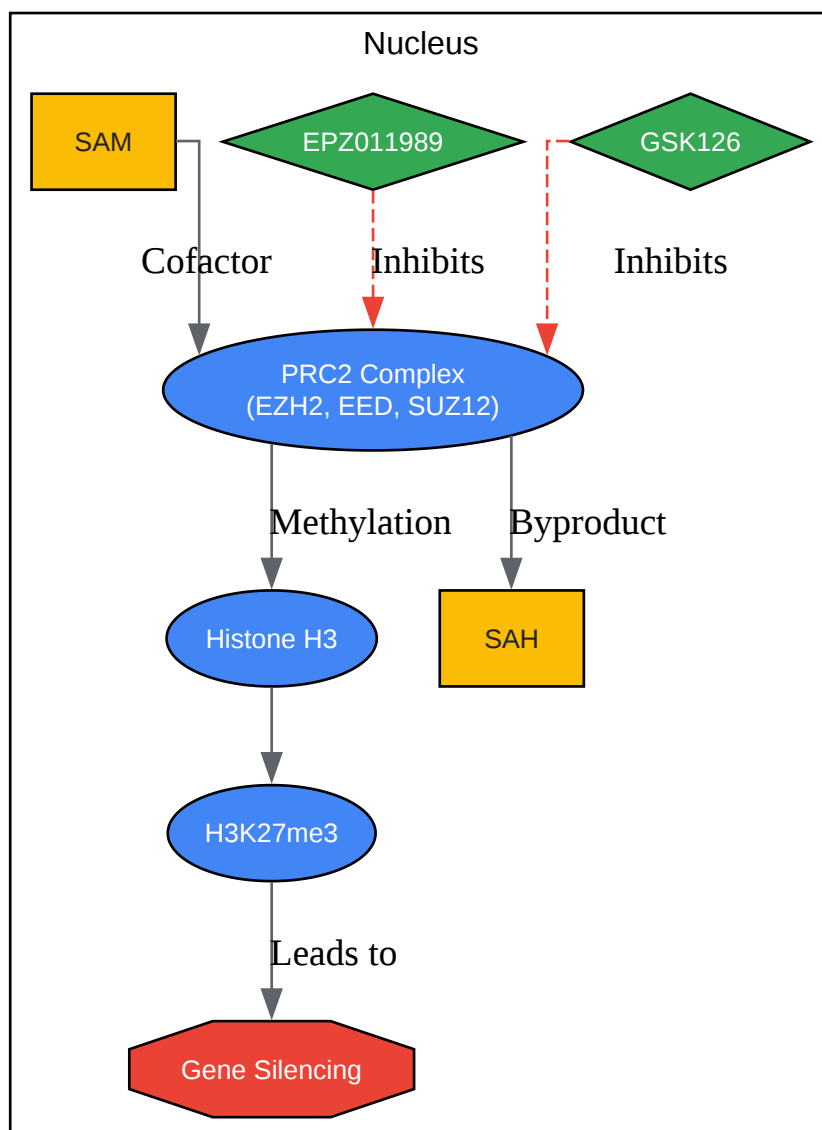 Nucleus
SAM
EPZ011989
GSK126
Cofactor
Inhibits
Inhibits
PRC2 Complex
(EZH2, EED, SUZ12)
Methylation
Byproduct
Histone H3
SAH
H3K27me3
Leads to
Gene Silencing